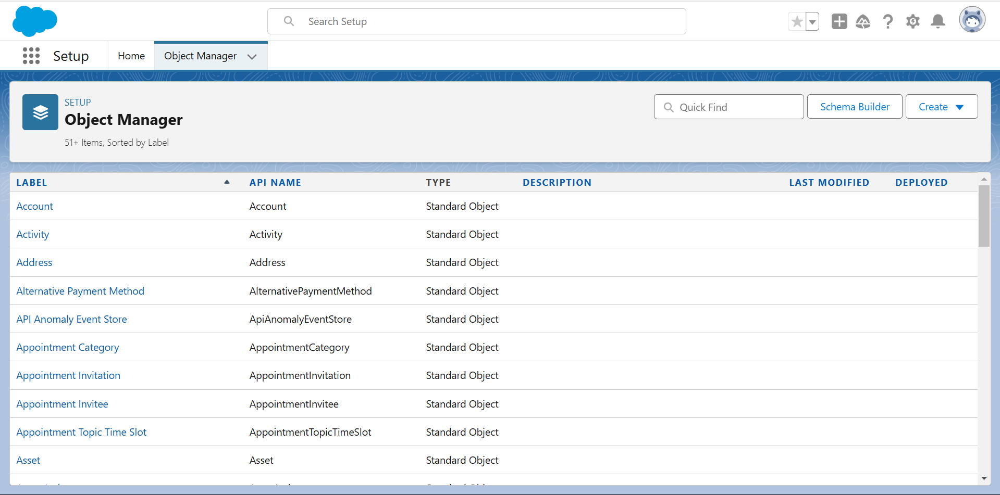 Search Setup
Setup Home Object Manager
SETUP
Object Manager
51+ Items, Sorted by Label
Quick Find Schema Builder Create
LABEL API NAME TYPE DESCRIPTION LAST MODIFIED DEPLOYED
Account Account Standard Object
Activity Activity Standard Object
Address Address Standard Object
Alternative Payment Method AlternativePaymentMethod Standard Object
API Anomaly Event Store ApiAnomalyEventStore Standard Object
Appointment Category AppointmentCategory Standard Object
Appointment Invitation AppointmentInvitation Standard Object
Appointment Invitee AppointmentInvitee Standard Object
Appointment Topic Time Slot AppointmentTopicTimeSlot Standard Object
Asset Asset Standard Object